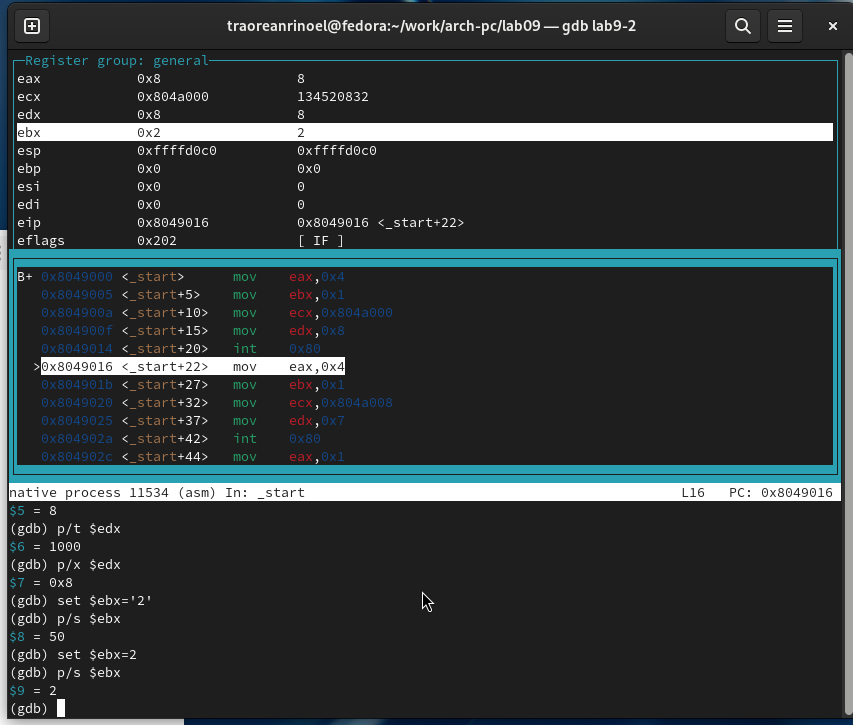 traoreanrinoel@fedora:~/work/arch-pc/lab09 — gdb lab9-2
Register group: general
eax 0x8 8
ecx 0x804a000 134520832
edx 0x8 8
ebx 0x2 2
esp 0xffffd0c0 0xffffd0c0
ebp 0x0 0x0
esi 0x0 0
edi 0x0 0
eip 0x8049016 0x8049016 <_start+22>
eflags 0x202 [ IF ]
B+ 0x8049000 <_start> mov eax,0x4
0x8049005 <_start+5> mov ebx,0x1
0x804900a <_start+10> mov ecx,0x804a000
0x804900f <_start+15> mov edx,0x8
0x8049014 <_start+20> int 0x80
>0x8049016 <_start+22> mov eax,0x4
0x804901b <_start+27> mov ebx,0x1
0x8049020 <_start+32> mov ecx,0x804a008
0x8049025 <_start+37> mov edx,0x7
0x804902a <_start+42> int 0x80
0x804902c <_start+44> mov eax,0x1
native process 11534 (asm) In: _start L16 PC: 0x8049016
$5 = 8
(gdb) p/t $edx
$6 = 1000
(gdb) p/x $edx
$7 = 0x8
(gdb) set $ebx='2'
(gdb) p/s $ebx
$8 = 50
(gdb) set $ebx=2
(gdb) p/s $ebx
$9 = 2
(gdb)